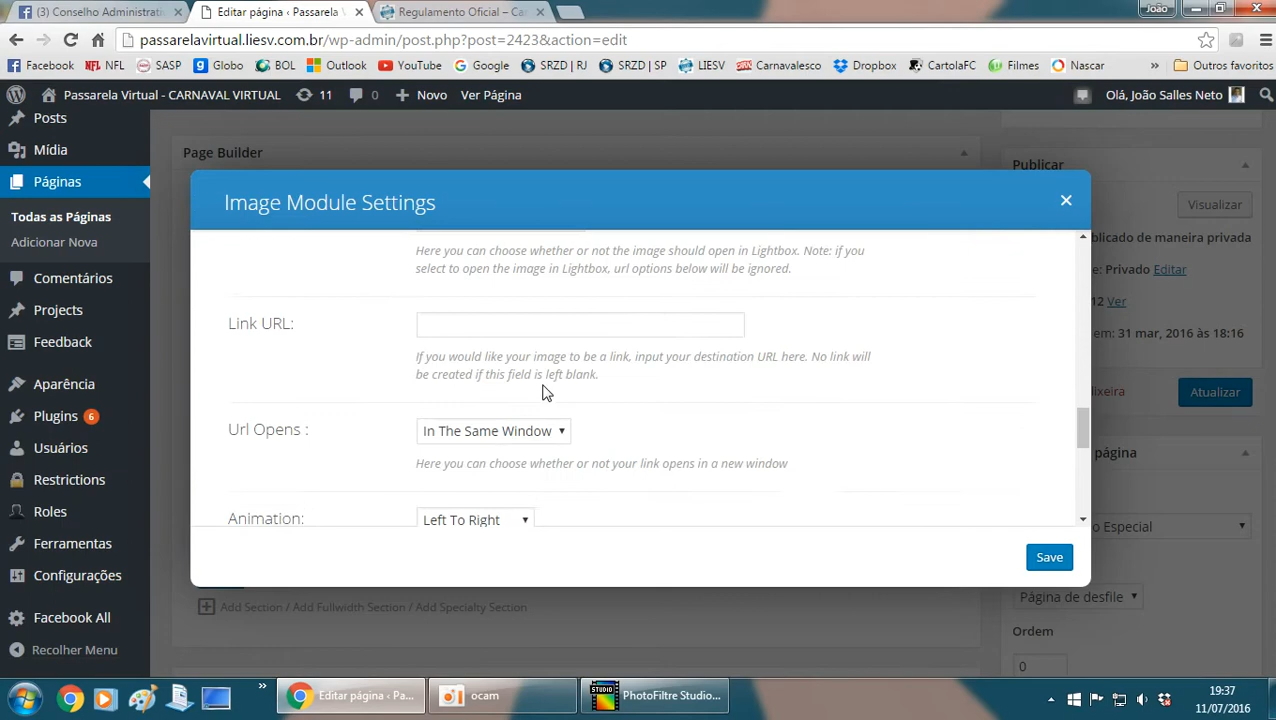 (3) Conselho Administrati
Editar página ‹ Passarela V
Regulamento Oficial – Car
João
passarelavirtual.liesv.com.br/wp-admin/post.php?post=2423&action=edit
Facebook NFL SASP Globo BOL Outlook YouTube Google SRZD | RJ SRZD | SP LIESV Carnavalesco Dropbox CartolaFC Filmes Nascar » Outros favoritos
Passarela Virtual - CARNAVAL VIRTUAL 11 0 Novo Ver Página Olá, João Salles Neto
Posts
Mídia
Páginas
Todas as Páginas
Adicionar Nova
Comentários
Projects
Feedback
Aparência
Plugins 6
Usuários
Restrictions
Roles
Ferramentas
Configurações
Facebook All
Recolher Menu
Page Builder
Image Module Settings
Here you can choose whether or not the image should open in Lightbox. Note: if you
select to open the image in Lightbox, url options below will be ignored.
Link URL:
If you would like your image to be a link, input your destination URL here. No link will
be created if this field is left blank.
Url Opens :
In The Same Window
Here you can choose whether or not your link opens in a new window
Animation:
Left To Right
Save
Add Section / Add Fullwidth Section / Add Specialty Section
Publicar
Visualizar
ublicado de maneira privada
e: Privado Editar
12 Ver
em: 31 mar, 2016 às 18:16
ixeira
Atualizar
página
o Especial
Página de desfile
Ordem
0
» Editar página ‹ Pa...
ocam
STUDIO
PhotoFiltre Studio...
19:37
11/07/2016